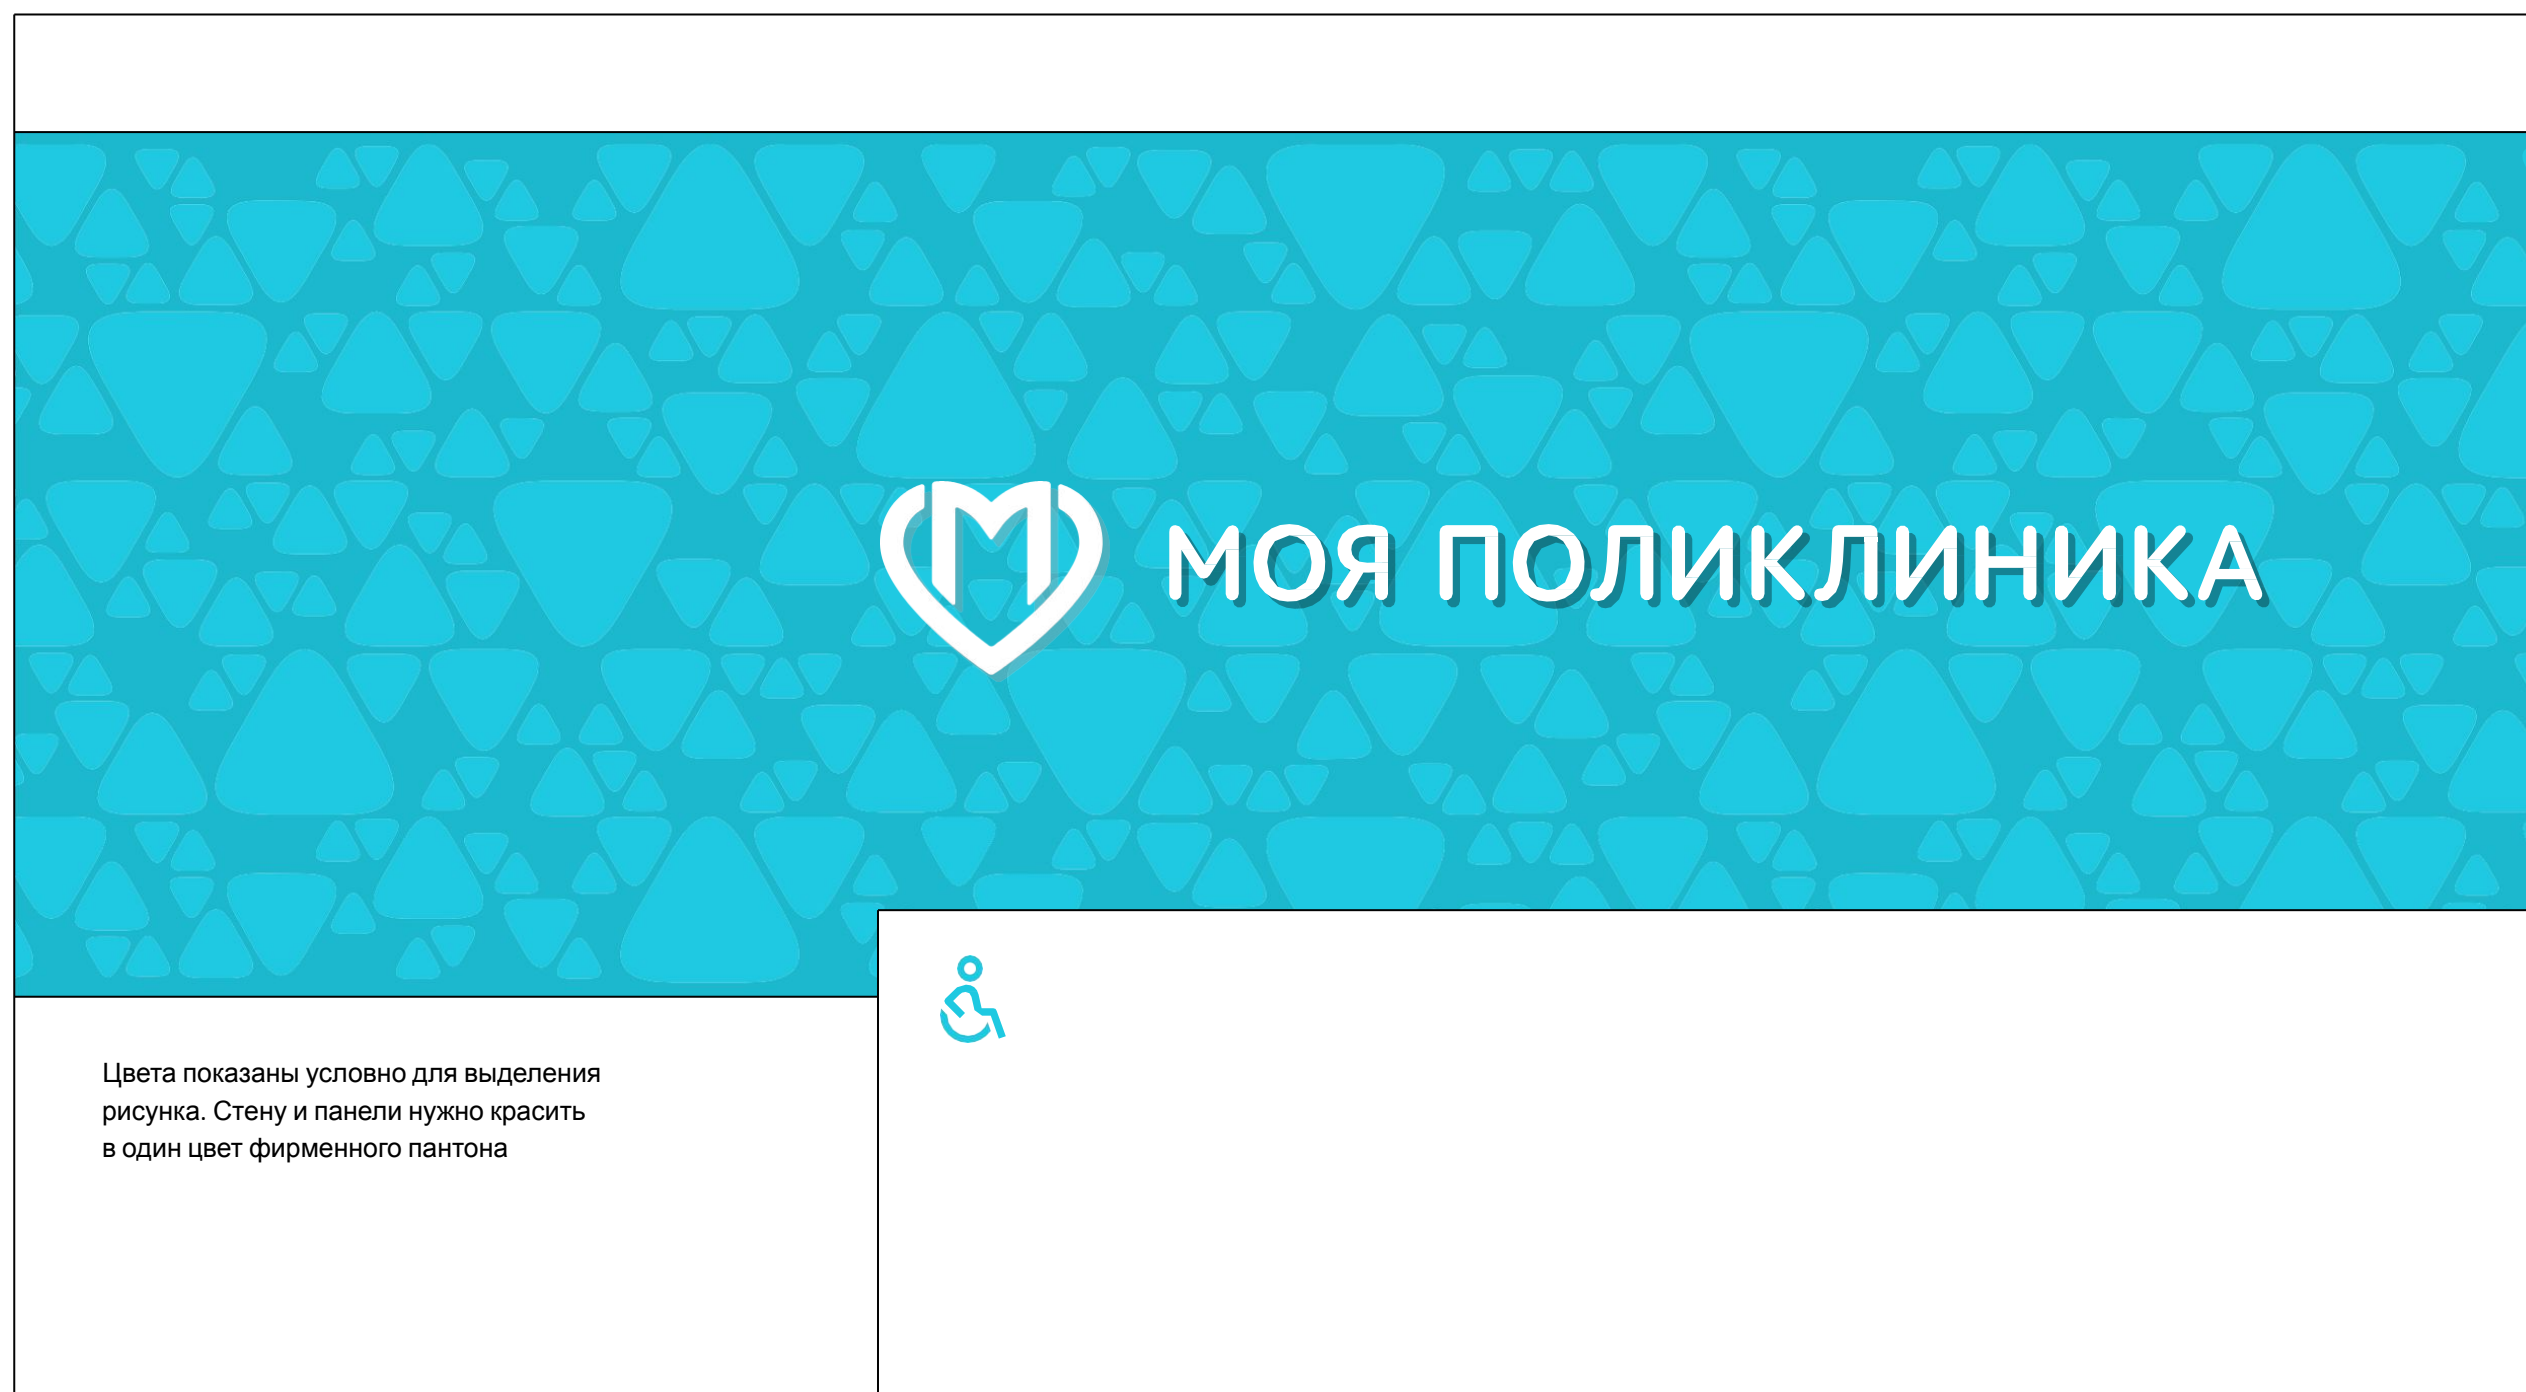 МОЯ ПОЛИКЛИНИКА
Цвета показаны условно для выделения
рисунка. Стену и панели нужно красить
в один цвет фирменного пантона